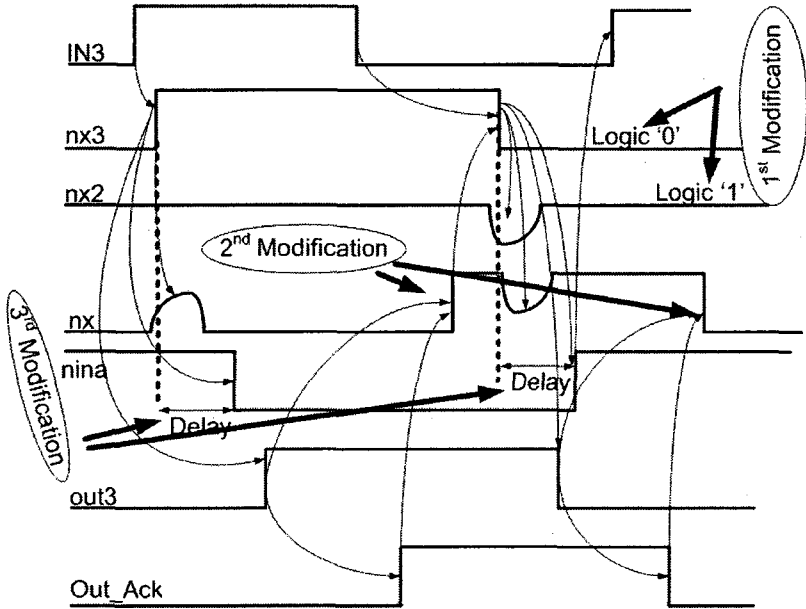 IN3
nx3
Logic '0'
1st Modification
nx2
Logic '1'
2nd Modification
nx
3rd Modification
nina
Delay
Delay
out3
Out_Ack